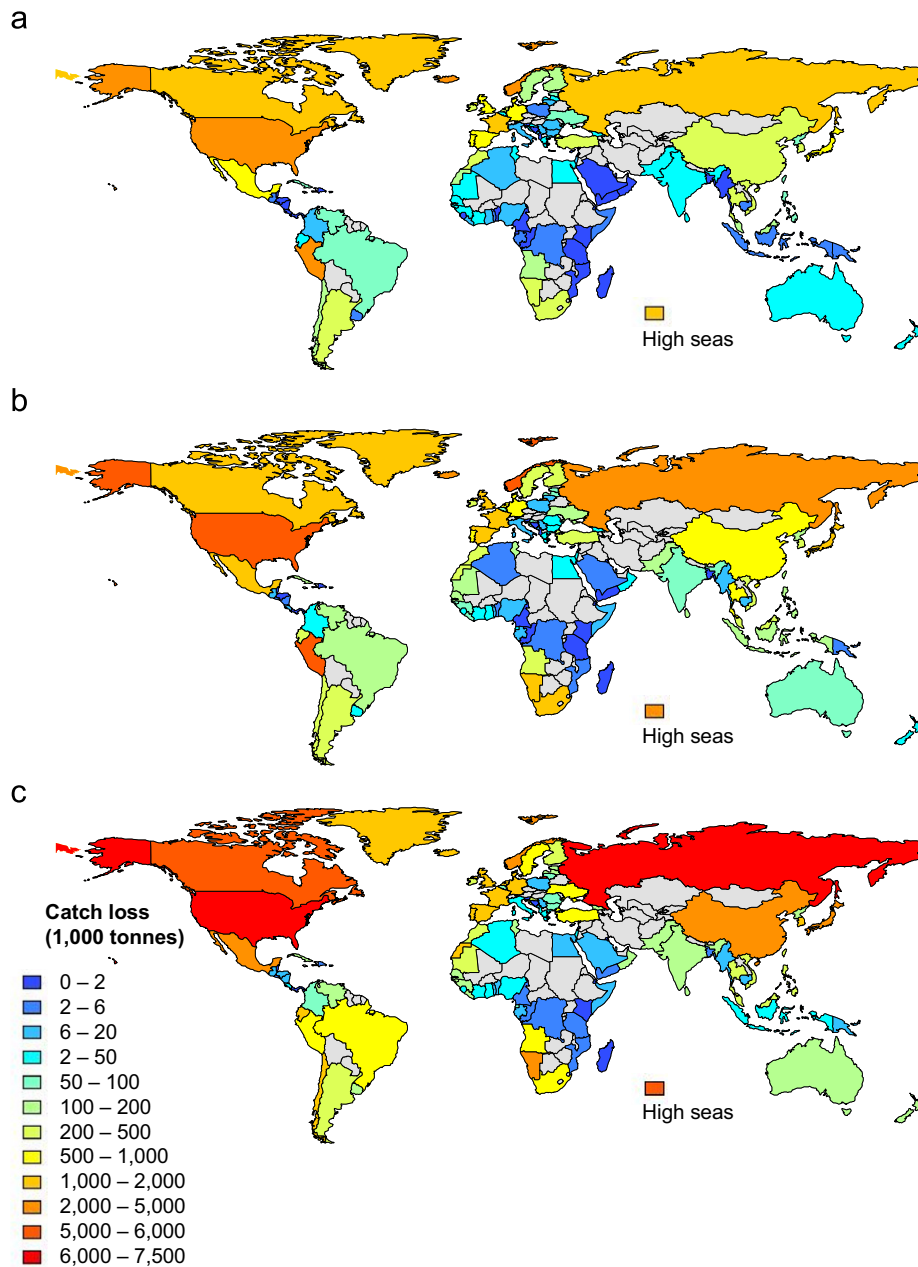 a
High seas
b
High seas
c
Catch loss
(1,000 tonnes)
0 – 2
2 – 6
6 – 20
2 – 50
50 – 100
100 – 200
200 – 500
500 – 1,000
1,000 – 2,000
2,000 – 5,000
5,000 – 6,000
6,000 – 7,500
High seas